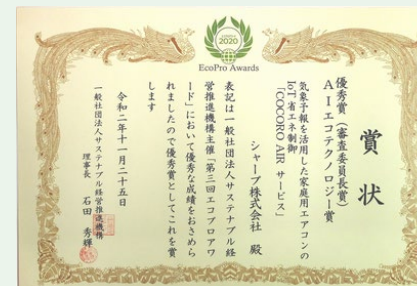 2020
EcoPro Awards
賞状
優秀賞（審査委員長賞）
AIエコテクノロジー賞
気象予報を活用した家庭用エアコンの
IoT省エネ制御
「COCORO AIR サービス」
シャープ株式会社 殿
表記は一般社団法人サステナブル経
営推進機構主催「第三回エコプロアワ
ード」において優秀な成績をおさめら
れましたので優秀賞としてこれを賞
します
令和二年十一月二十五日
一般社団法人サステナブル経営推進機構
理事長 石田 秀輝